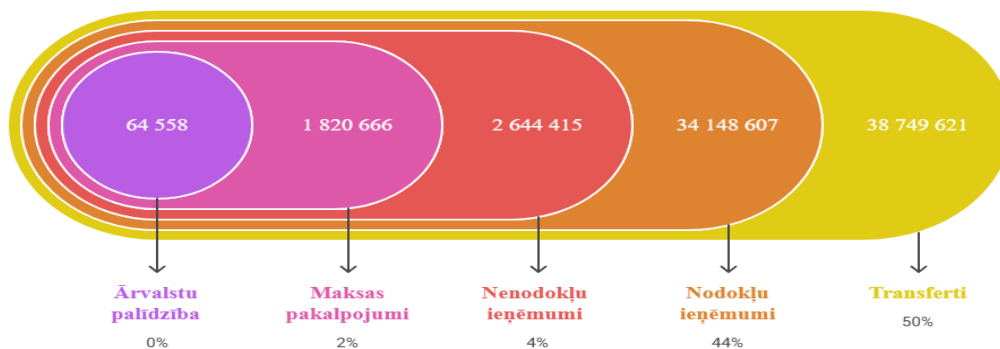 64 558
1 820 666
2 644 415
34 148 607
38 749 621
Ārvalstu
palīdzība
0%
Maksas
pakalpojumi
2%
Nenodokļu
ieņēmumi
4%
Nodokļu
ieņēmumi
44%
Transferti
50%